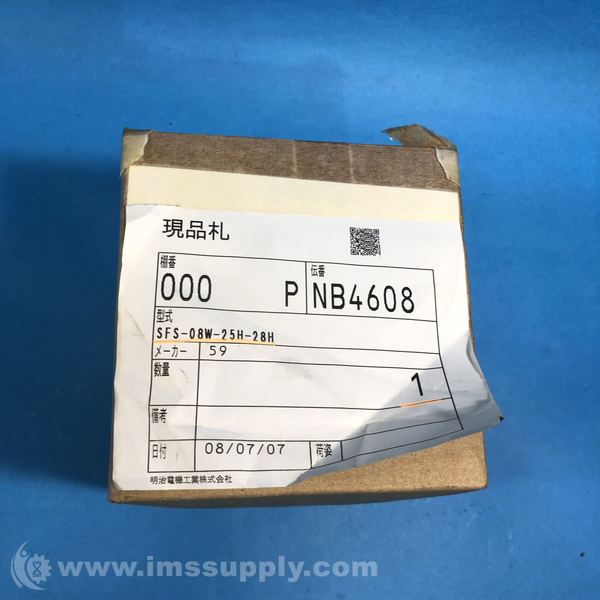 現品札
棚番 伝番
000 P NB4608
型式
SFS-08W-25H-28H
メーカー 59
数量 1
備考
日付 08/07/07 荷姿
明治電機工業株式会社
www.imssupply.com